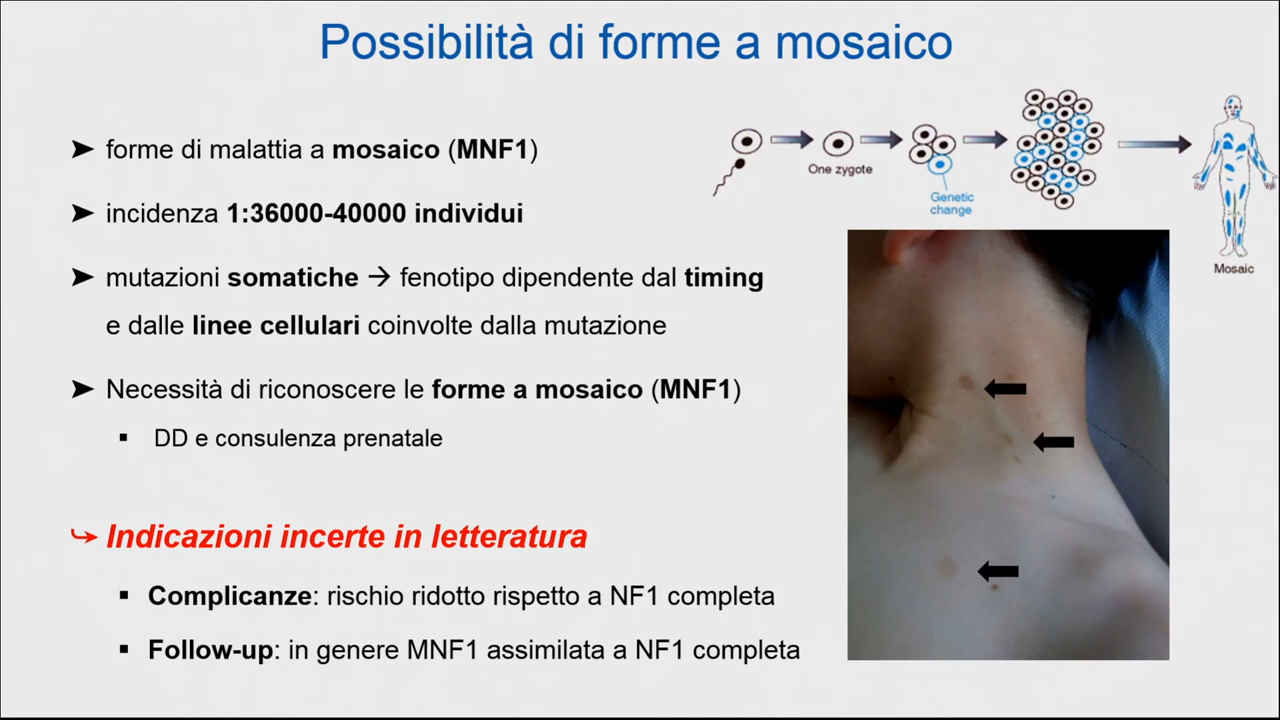 Possibilità di forme a mosaico
➤ forme di malattia a mosaico (MNF1)
➤ incidenza 1:36000-40000 individui
➤ mutazioni somatiche → fenotipo dipendente dal timing
e dalle linee cellulari coinvolte dalla mutazione
➤ Necessità di riconoscere le forme a mosaico (MNF1)
▪ DD e consulenza prenatale
⤷ Indicazioni incerte in letteratura
▪ Complicanze: rischio ridotto rispetto a NF1 completa
▪ Follow-up: in genere MNF1 assimilata a NF1 completa
One zygote
Genetic
change
Mosaic